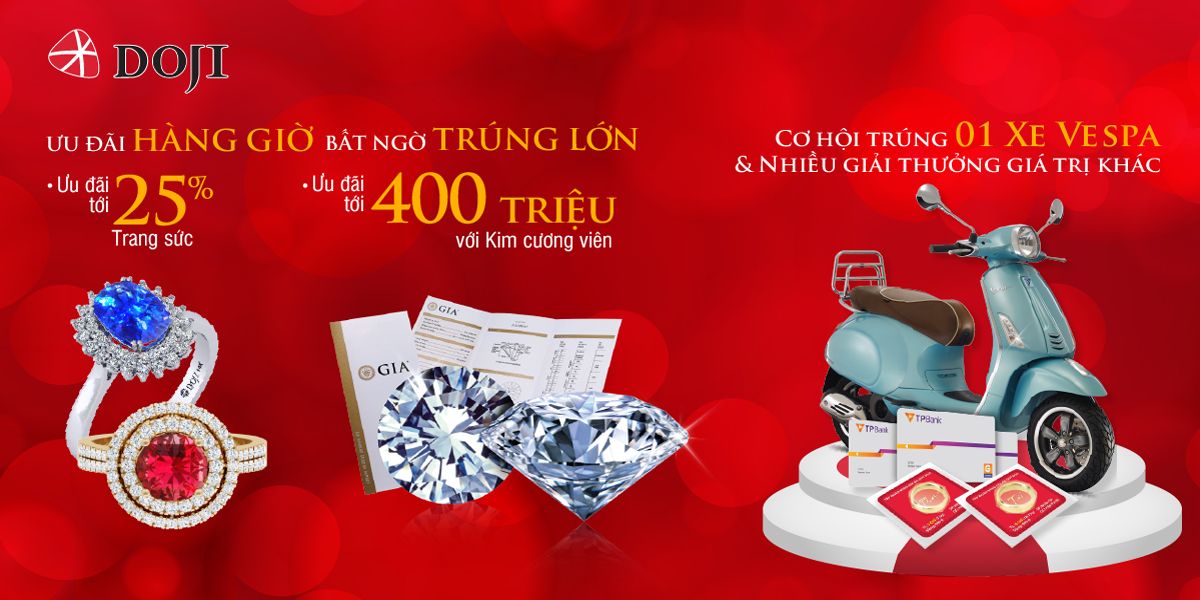 DOJI
ƯU ĐÃI HÀNG GIỜ BẤT NGỜ TRÚNG LỚN
• Ưu đãi tới 25%
Trang sức
• Ưu đãi tới 400 TRIỆU
với Kim cương viên
CƠ HỘI TRÚNG 01 XE VESPA
& NHIỀU GIẢI THƯỞNG GIÁ TRỊ KHÁC
DOJI
GIA
GIA
TPBank
TPBank